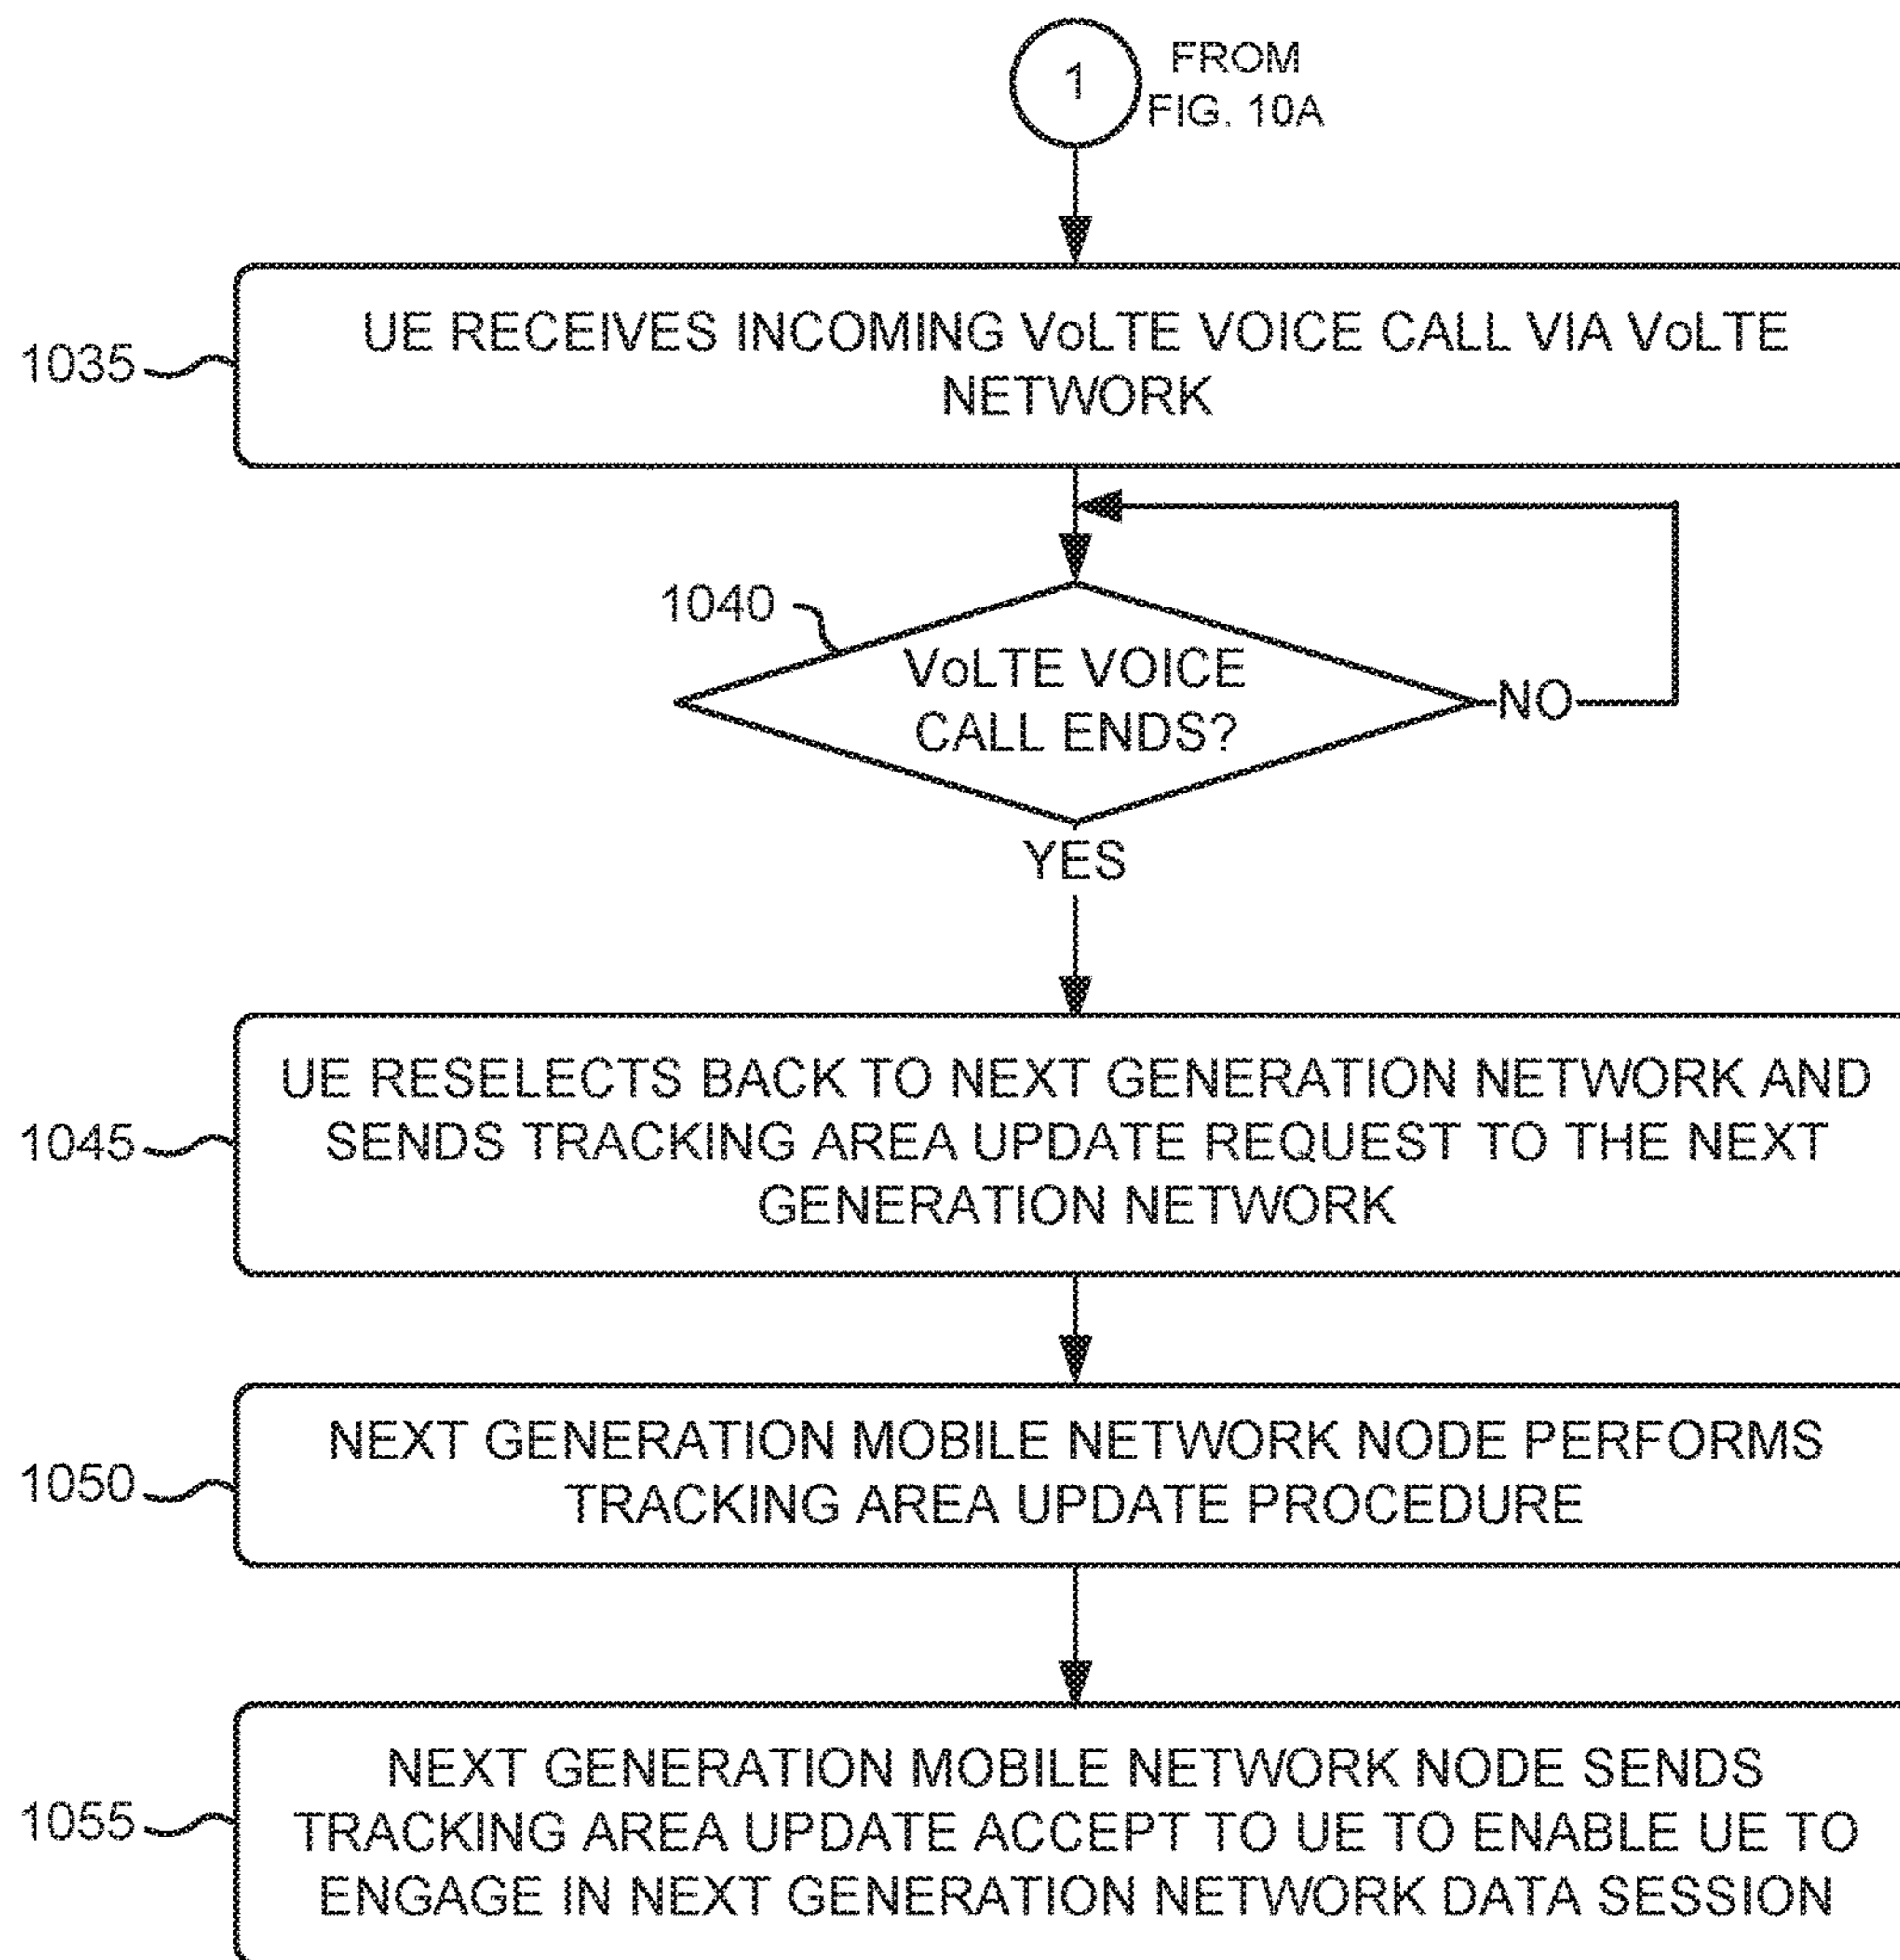 1
FROM
FIG. 10A
1035
UE RECEIVES INCOMING VoLTE VOICE CALL VIA VoLTE
NETWORK
1040
VoLTE VOICE
CALL ENDS?
NO
YES
1045
UE RESELECTS BACK TO NEXT GENERATION NETWORK AND
SENDS TRACKING AREA UPDATE REQUEST TO THE NEXT
GENERATION NETWORK
1050
NEXT GENERATION MOBILE NETWORK NODE PERFORMS
TRACKING AREA UPDATE PROCEDURE
1055
NEXT GENERATION MOBILE NETWORK NODE SENDS
TRACKING AREA UPDATE ACCEPT TO UE TO ENABLE UE TO
ENGAGE IN NEXT GENERATION NETWORK DATA SESSION